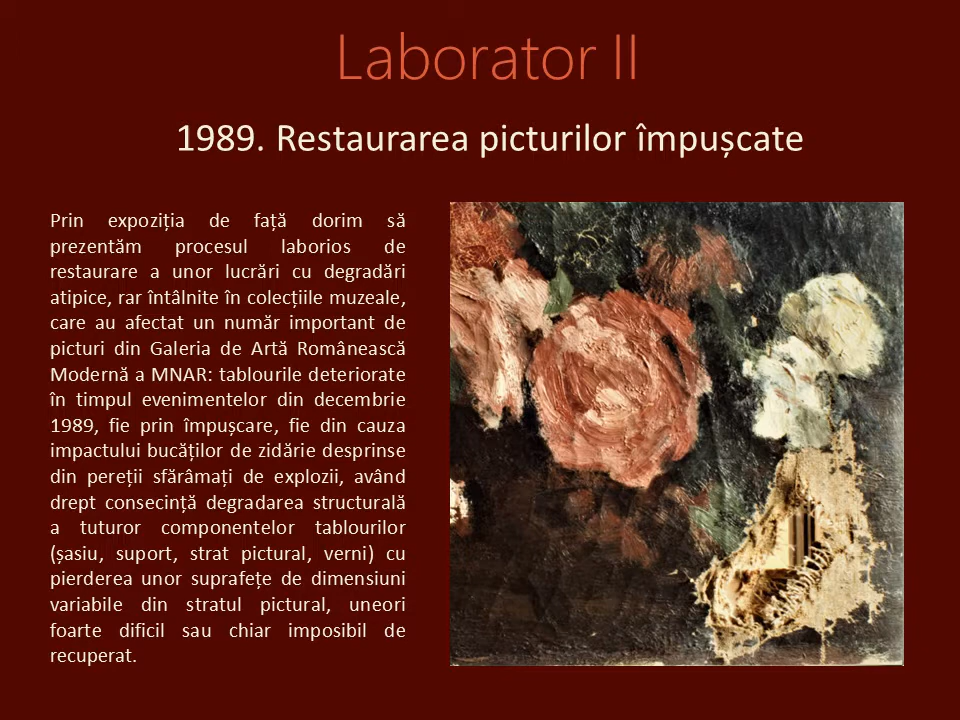 Laborator II
1989. Restaurarea picturilor împușcate
Prin expoziția de față dorim să
prezentăm procesul laborios de
restaurare a unor lucrări cu degradări
atipice, rar întâlnite în colecțiile muzeale,
care au afectat un număr important de
picturi din Galeria de Artă Românească
Modernă a MNAR: tablourile deteriorate
în timpul evenimentelor din decembrie
1989, fie prin împușcare, fie din cauza
impactului bucăților de zidărie desprinse
din pereții sfărâmați de explozii, având
drept consecință degradarea structurală
a tuturor componentelor tablourilor
(șasiu, suport, strat pictural, verni) cu
pierderea unor suprafețe de dimensiuni
variabile din stratul pictural, uneori
foarte dificil sau chiar imposibil de
recuperat.